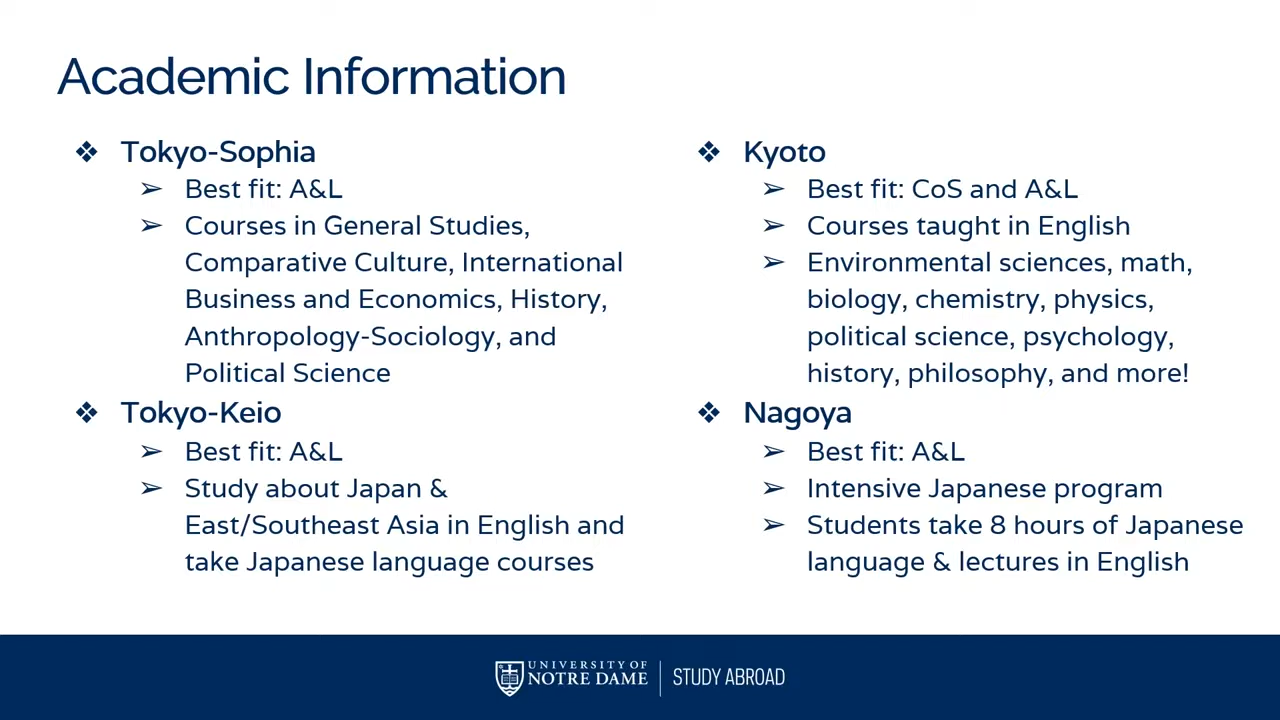 Academic Information
❖ Tokyo-Sophia
➢ Best fit: A&L
➢ Courses in General Studies,
Comparative Culture, International
Business and Economics, History,
Anthropology-Sociology, and
Political Science
❖ Tokyo-Keio
➢ Best fit: A&L
➢ Study about Japan &
East/Southeast Asia in English and
take Japanese language courses
❖ Kyoto
➢ Best fit: CoS and A&L
➢ Courses taught in English
➢ Environmental sciences, math,
biology, chemistry, physics,
political science, psychology,
history, philosophy, and more!
❖ Nagoya
➢ Best fit: A&L
➢ Intensive Japanese program
➢ Students take 8 hours of Japanese
language & lectures in English
UNIVERSITY OF
NOTRE DAME
STUDY ABROAD